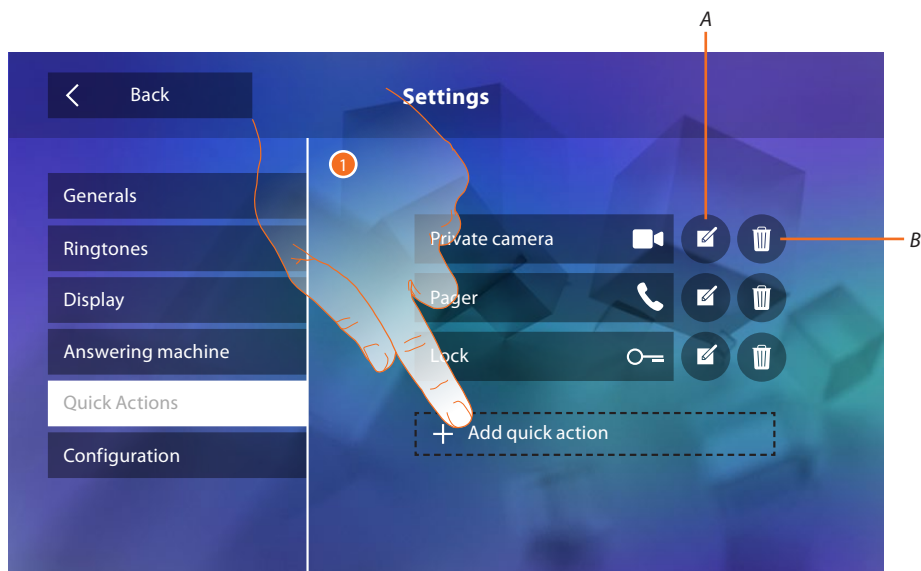 A
Back
Settings
1
Generals
Private camera
B
Ringtones
Display
Pager
Answering machine
Lock
Quick Actions
+ Add quick action
Configuration